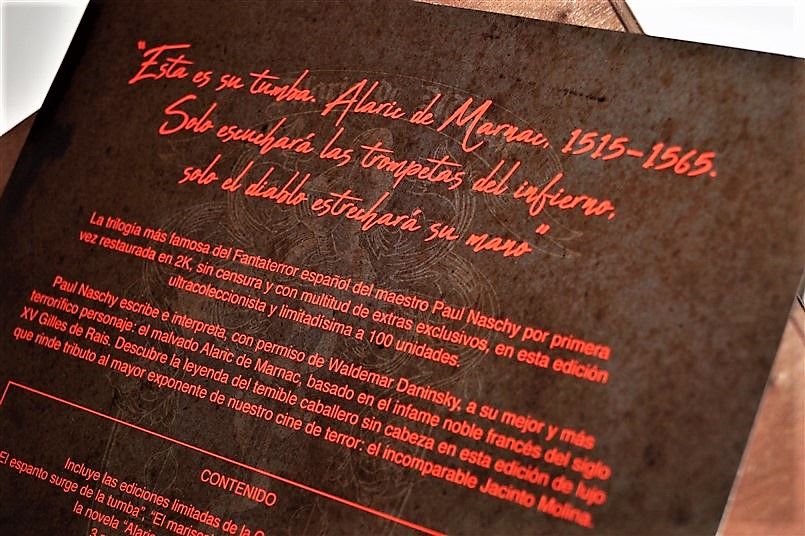 "Esta es su tumba. Alaric de Marnac, 1515-1565.
Solo escuchará las trompetas del infierno,
solo el diablo estrechará su mano"
La trilogía más famosa del Fantaterror español del maestro Paul Naschy por primera
vez restaurada en 2K, sin censura y con multitud de extras exclusivos, en esta edición
ultracoleccionista y limitadísima a 100 unidades.
Paul Naschy escribe e interpreta, con permiso de Waldemar Daninsky, a su mejor y más
terrorífico personaje: el malvado Alaric de Marnac, basado en el infame noble francés del siglo
XV Gilles de Rais. Descubre la leyenda del temible caballero sin cabeza en esta edición de lujo
que rinde tributo al mayor exponente de nuestro cine de terror: el incomparable Jacinto Molina.
CONTENIDO
Incluye las ediciones limitadas de la
El espanto surge de la tumba", "El
la novela "Alaric